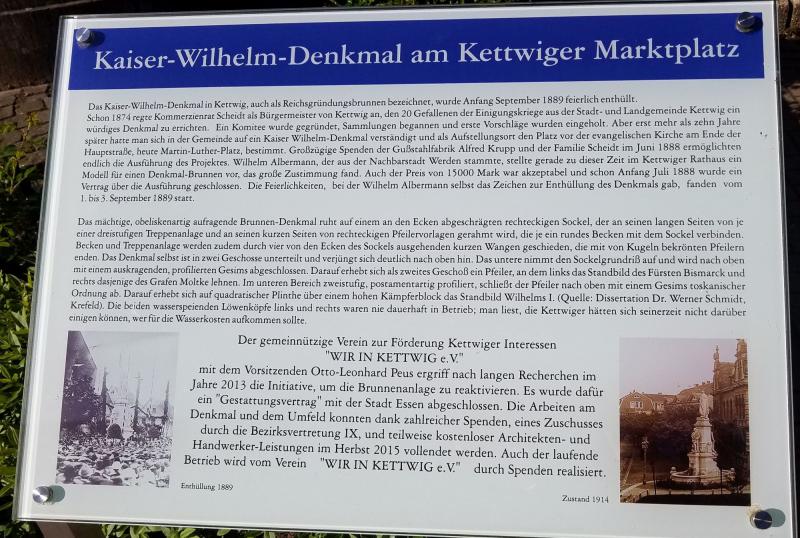 Kaiser-Wilhelm-Denkmal am Kettwiger Marktplatz
Das Kaiser-Wilhelm-Denkmal in Kettwig, auch als Reichsgründungsbrunnen bezeichnet, wurde Anfang September 1889 feierlich enthüllt.
Schon 1874 regte Kommerzienrat Scheidt als Bürgermeister von Kettwig an, den 20 Gefallenen der Einigungskriege aus der Stadt- und Landgemeinde Kettwig ein
würdiges Denkmal zu errichten. Ein Komitee wurde gegründet, Sammlungen begannen und erste Vorschläge wurden eingeholt. Aber erst mehr als zehn Jahre
später hatte man sich in der Gemeinde auf ein Kaiser Wilhelm-Denkmal verständigt und als Aufstellungsort den Platz vor der evangelischen Kirche am Ende der
Hauptstraße, heute Martin-Luther-Platz, bestimmt. Großzügige Spenden der Gußstahlfabrik Alfred Krupp und der Familie Scheidt im Juni 1888 ermöglichten
endlich die Ausführung des Projektes. Wilhelm Albermann, der aus der Nachbarstadt Werden stammte, stellte gerade zu dieser Zeit im Kettwiger Rathaus ein
Modell für einen Denkmal-Brunnen vor, das große Zustimmung fand. Auch der Preis von 15000 Mark war akzeptabel und schon Anfang Juli 1888 wurde ein
Vertrag über die Ausführung geschlossen. Die Feierlichkeiten, bei der Wilhelm Albermann selbst das Zeichen zur Enthüllung des Denkmals gab, fanden vom
1. bis 3. September 1889 statt.
Das mächtige, obeliskenartig aufragende Brunnen-Denkmal ruht auf einem an den Ecken abgeschrägten rechteckigen Sockel, der an seinen langen Seiten von je
einer dreistufigen Treppenanlage und an seinen kurzen Seiten von rechteckigen Pfeilervorlagen gerahmt wird, die je ein rundes Becken mit dem Sockel verbinden.
Becken und Treppenanlage werden zudem durch vier von den Ecken des Sockels ausgehenden kurzen Wangen geschieden, die mit von Kugeln bekrönten Pfeilern
enden. Das Denkmal selbst ist in zwei Geschosse unterteilt und verjüngt sich deutlich nach oben hin. Das untere nimmt den Sockelgrundriß auf und wird nach oben
mit einem auskragenden, profilierten Gesims abgeschlossen. Darauf erhebt sich als zweites Geschoß ein Pfeiler, an dem links das Standbild des Fürsten Bismarck und
rechts dasjenige des Grafen Moltke lehnen. Im unteren Bereich zweistufig, postamentartig profiliert, schließt der Pfeiler nach oben mit einem Gesims toskanischer
Ordnung ab. Darauf erhebt sich auf quadratischer Plinthe über einem hohen Kämpferblock das Standbild Wilhelms I. (Quelle: Dissertation Dr. Werner Schmidt,
Krefeld). Die beiden wasserspeienden Löwenköpfe links und rechts waren nie dauerhaft in Betrieb; man liest, die Kettwiger hätten sich seinerzeit nicht darüber
einigen können, wer für die Wasserkosten aufkommen sollte.
Der gemeinnützige Verein zur Förderung Kettwiger Interessen
"WIR IN KETTWIG e.V."
mit dem Vorsitzenden Otto-Leonhard Peus ergriff nach langen Recherchen im
Jahre 2013 die Initiative, um die Brunnenanlage zu reaktivieren. Es wurde dafür
ein "Gestattungsvertrag" mit der Stadt Essen abgeschlossen. Die Arbeiten am
Denkmal und dem Umfeld konnten dank zahlreicher Spenden, eines Zuschusses
durch die Bezirksvertretung IX, und teilweise kostenloser Architekten- und
Handwerker-Leistungen im Herbst 2015 vollendet werden. Auch der laufende
Betrieb wird vom Verein "WIR IN KETTWIG e.V." durch Spenden realisiert.
Enthüllung 1889
Zustand 1914